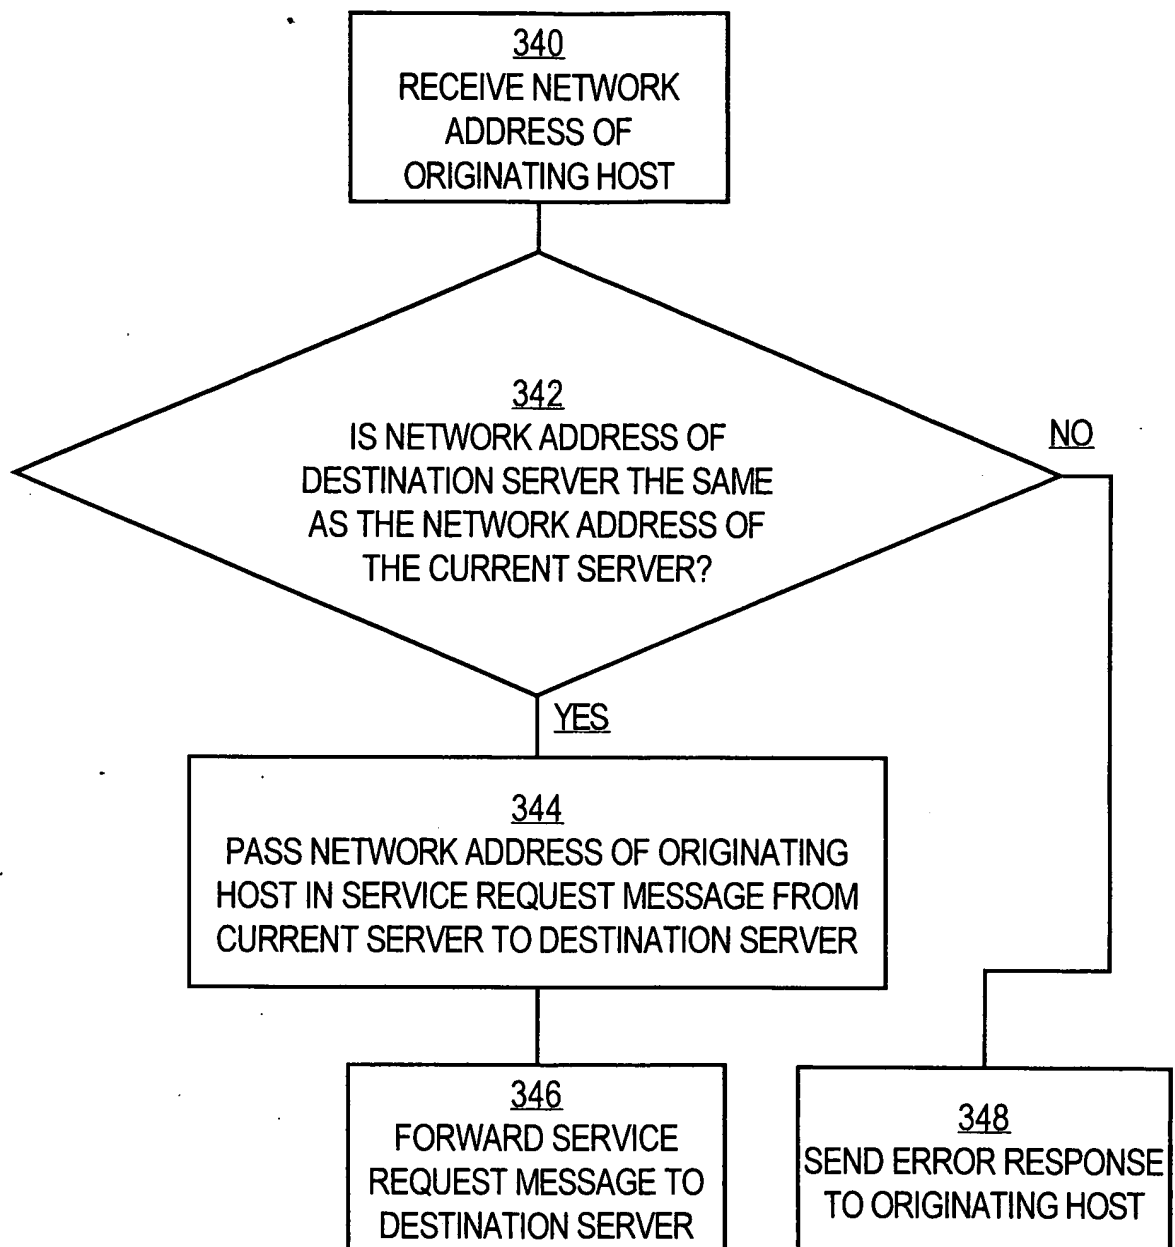 340
RECEIVE NETWORK
ADDRESS OF
ORIGINATING HOST
342
IS NETWORK ADDRESS OF
DESTINATION SERVER THE SAME
AS THE NETWORK ADDRESS OF
THE CURRENT SERVER?
NO
YES
344
PASS NETWORK ADDRESS OF ORIGINATING
HOST IN SERVICE REQUEST MESSAGE FROM
CURRENT SERVER TO DESTINATION SERVER
346
FORWARD SERVICE
REQUEST MESSAGE TO
DESTINATION SERVER
348
SEND ERROR RESPONSE
TO ORIGINATING HOST